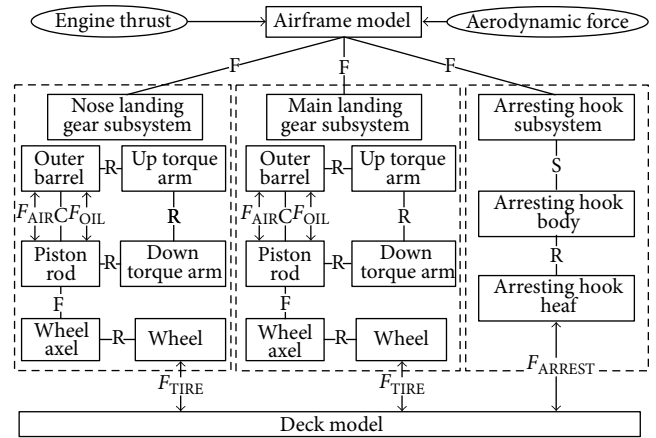 Engine thrust
Airframe model
Aerodynamic force
F
F
F
Nose landing
gear subsystem
Main landing
gear subsystem
Arresting hook
subsystem
Outer
barrel
R
Up torque
arm
Outer
barrel
R
Up torque
arm
S
F_AIR C F_OIL
R
F_AIR C F_OIL
R
Arresting hook
body
Piston
rod
R
Down
torque arm
Piston
rod
R
Down
torque arm
R
F
F
Arresting hook
heaf
Wheel
axel
R
Wheel
Wheel
axel
R
Wheel
F_TIRE
F_TIRE
F_ARREST
Deck model